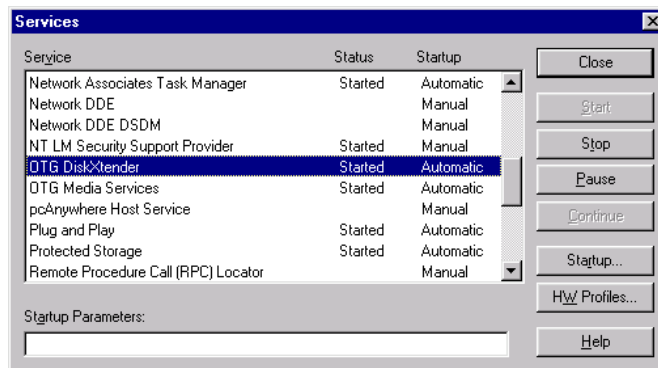 Services
Service Status Startup
Network Associates Task Manager Started Automatic
Network DDE Manual
Network DDE DSDM Manual
NT LM Security Support Provider Started Manual
OTG DiskXtender Started Automatic
OTG Media Services Started Automatic
pcAnywhere Host Service Manual
Plug and Play Started Automatic
Protected Storage Started Automatic
Remote Procedure Call (RPC) Locator Manual
Startup Parameters:
Close
Start
Stop
Pause
Continue
Startup...
HW Profiles...
Help